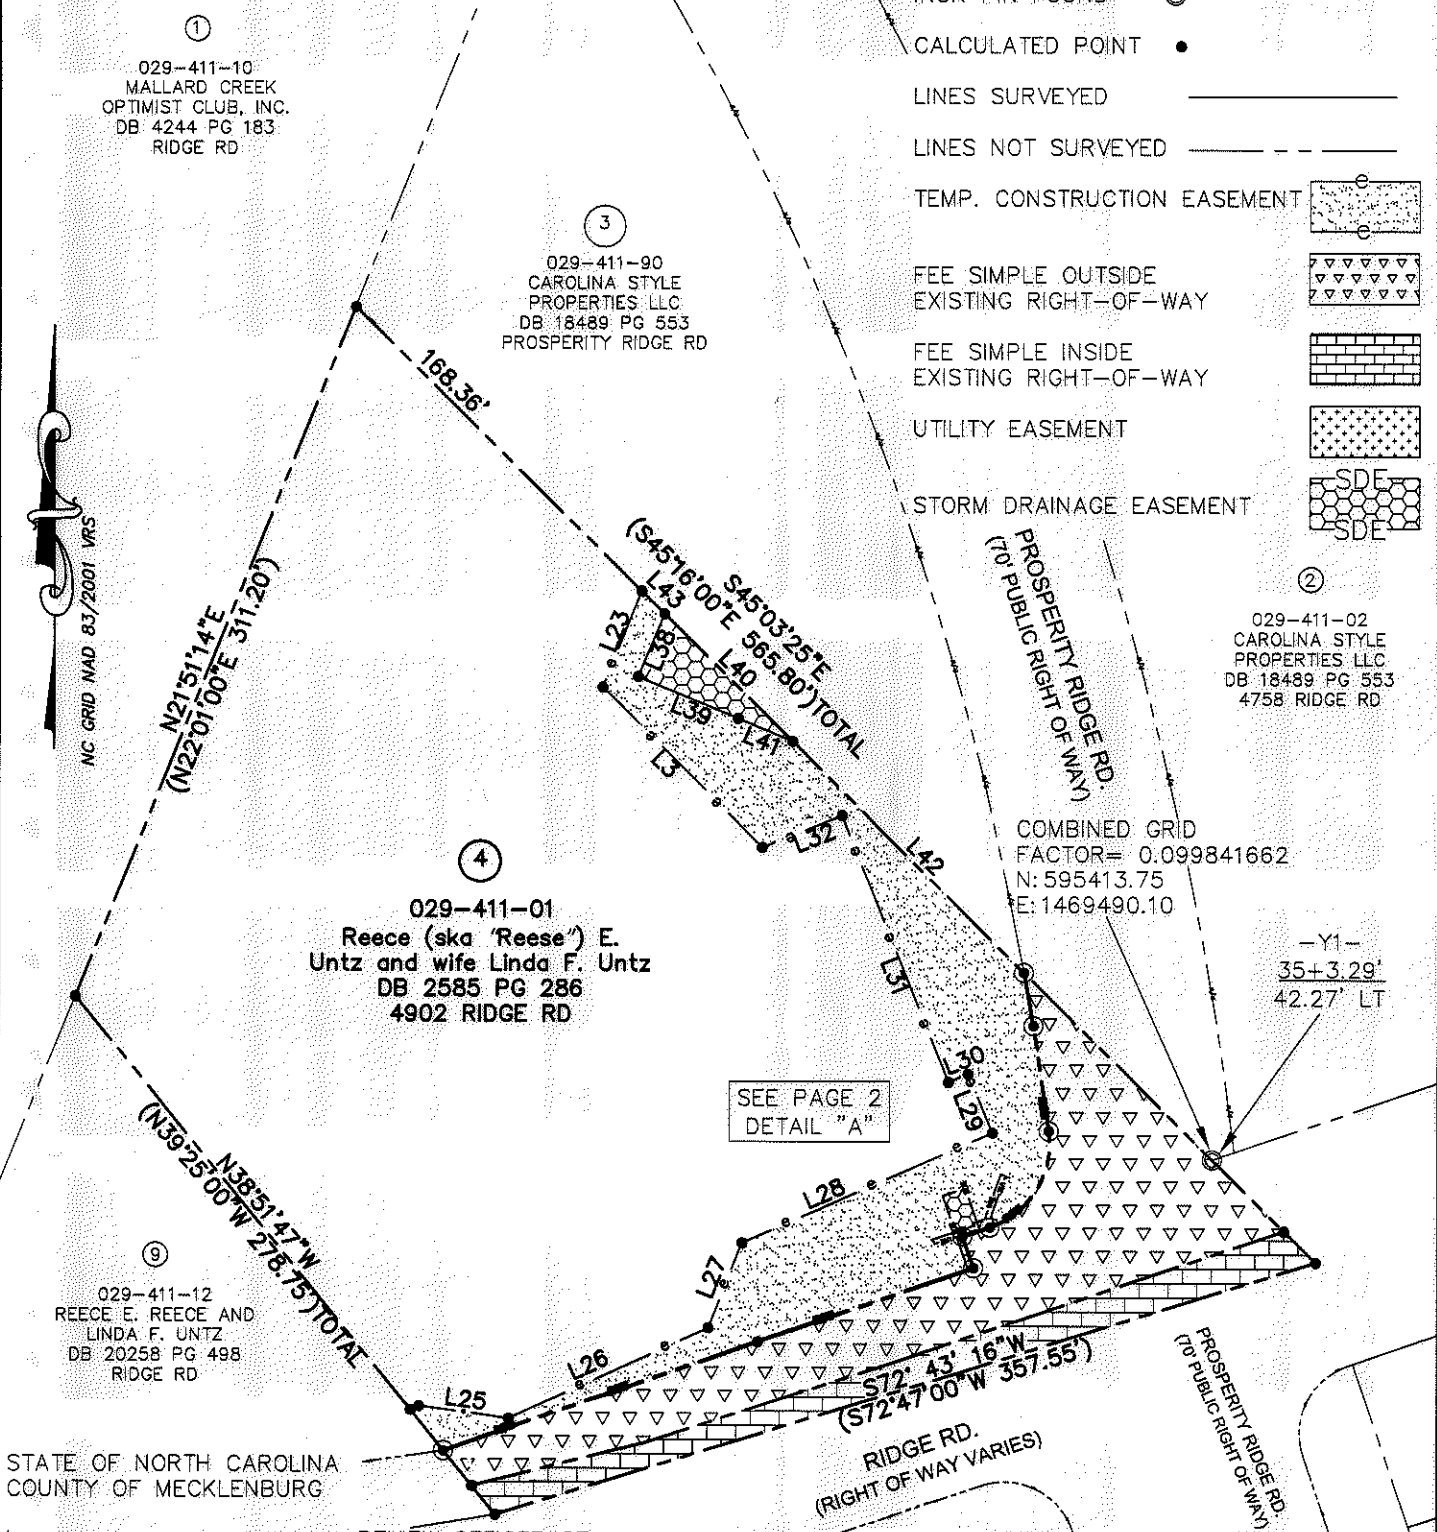 ①
029-411-10
MALLARD CREEK
OPTIMIST CLUB, INC.
DB 4244 PG 183
RIDGE RD
CALCULATED POINT
LINES SURVEYED
LINES NOT SURVEYED
TEMP. CONSTRUCTION EASEMENT
e
e
FEE SIMPLE OUTSIDE
EXISTING RIGHT-OF-WAY
FEE SIMPLE INSIDE
EXISTING RIGHT-OF-WAY
UTILITY EASEMENT
STORM DRAINAGE EASEMENT
SDE
SDE
③
029-411-90
CAROLINA STYLE
PROPERTIES LLC
DB 18489 PG 553
PROSPERITY RIDGE RD
168.36'
NC GRID NAD 83/2001 VRS
N21°51'14"E
(N22°01'00"E 311.20')
S45°03'25"E
(S45°16'00"E 565.80')TOTAL
L43
L23
L38
L40
L39
L41
L3
L32
L42
PROSPERITY RIDGE RD.
(70' PUBLIC RIGHT OF WAY)
②
029-411-02
CAROLINA STYLE
PROPERTIES LLC
DB 18489 PG 553
4758 RIDGE RD
COMBINED GRID
FACTOR= 0.099841662
N: 595413.75
E: 1469490.10
-Y1-
35+3.29'
42.27' LT
④
029-411-01
Reece (ska "Reese") E.
Untz and wife Linda F. Untz
DB 2585 PG 286
4902 RIDGE RD
L31
L30
L29
SEE PAGE 2
DETAIL "A"
L28
L27
L26
L25
N38°51'47"W
(N39°25'00"W 278.75')TOTAL
⑨
029-411-12
REECE E. REECE AND
LINDA F. UNTZ
DB 20258 PG 498
RIDGE RD
S72° 43' 16"W
(S72°47'00"W 357.55')
RIDGE RD.
(RIGHT OF WAY VARIES)
PROSPERITY RIDGE RD.
(70' PUBLIC RIGHT OF WAY)
STATE OF NORTH CAROLINA
COUNTY OF MECKLENBURG